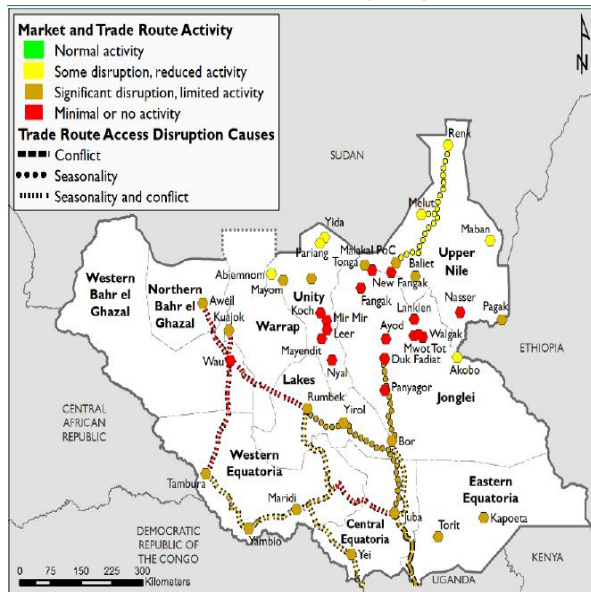 Market and Trade Route Activity
Normal activity
Some disruption, reduced activity
Significant disruption, limited activity
Minimal or no activity
Trade Route Access Disruption Causes
Conflict
Seasonality
Seasonality and conflict
N
SUDAN
Renk
Melut
Maban
Yida
Pariang
Malakal PoC
Tonga
Upper
Nile
Baliet
Abiemnom
Mayom
New Fangak
Unity
Fangak
Western
Bahr el
Ghazal
Northern
Bahr el
Ghazal
Aweil
Kuajok
Warrap
Koch
Mir Mir
Leer
Mayendit
Nyal
Lankien
Nasser
Pagak
Ayod
Walgak
Mwot Tot
Duk Fadiat
ETHIOPIA
Akobo
Wau
Lakes
Panyagor
Jonglei
Rumbek
Yirol
Bor
CENTRAL
AFRICAN
REPUBLIC
Western
Equatoria
Tambura
Maridi
Yambio
Eastern
Equatoria
Juba
Kapoeta
Torit
Central
Equatoria
Yei
DEMOCRATIC
REPUBLIC OF
THE CONGO
UGANDA
KENYA
0 75 150 225 300
Kilometers